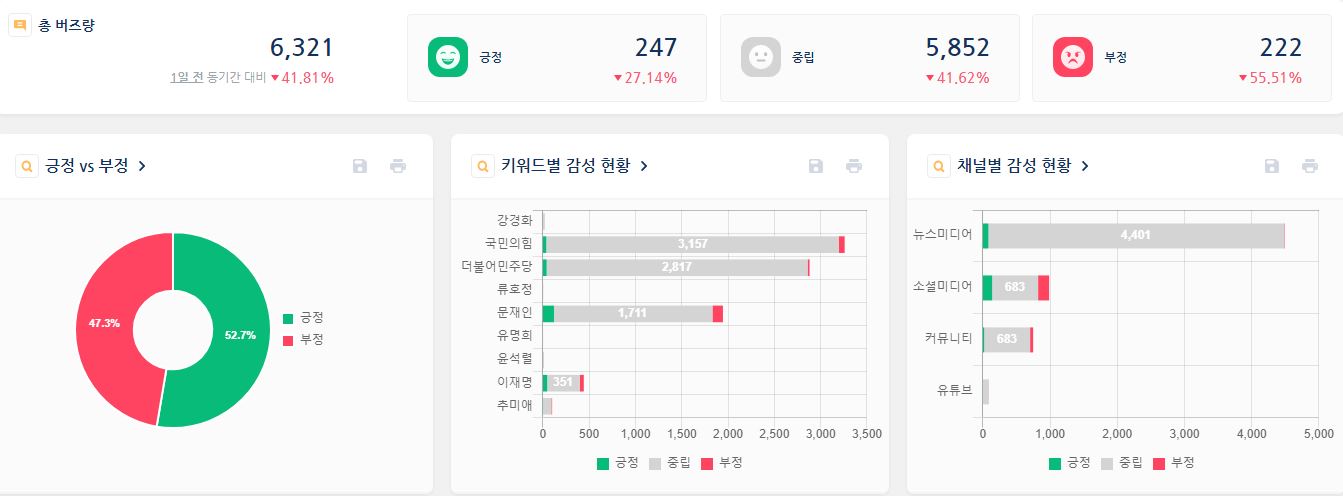 총 버즈량
6,321
1일 전 동기간 대비 ▼41.81%
긍정
247
▼27.14%
중립
5,852
▼41.62%
부정
222
▼55.51%
긍정 vs 부정
47.3%
52.7%
긍정
부정
키워드별 감성 현황
강경화
국민의힘
3,157
더불어민주당
2,817
류호정
문재인
1,711
유명희
윤석렬
이재명
351
추미애
0 500 1,000 1,500 2,000 2,500 3,000 3,500
긍정 중립 부정
채널별 감성 현황
뉴스미디어
4,401
소셜미디어
683
커뮤니티
683
유튜브
0 1,000 2,000 3,000 4,000 5,000
긍정 중립 부정